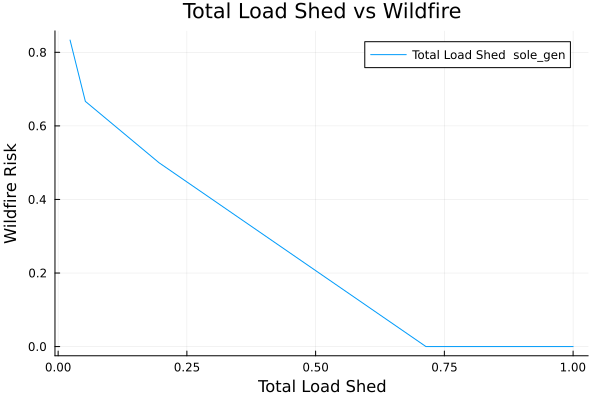 Total Load Shed vs Wildfire
Total Load Shed  sole_gen
Wildfire Risk
0.8
0.6
0.4
0.2
0.0
0.00 0.25 0.50 0.75 1.00
Total Load Shed